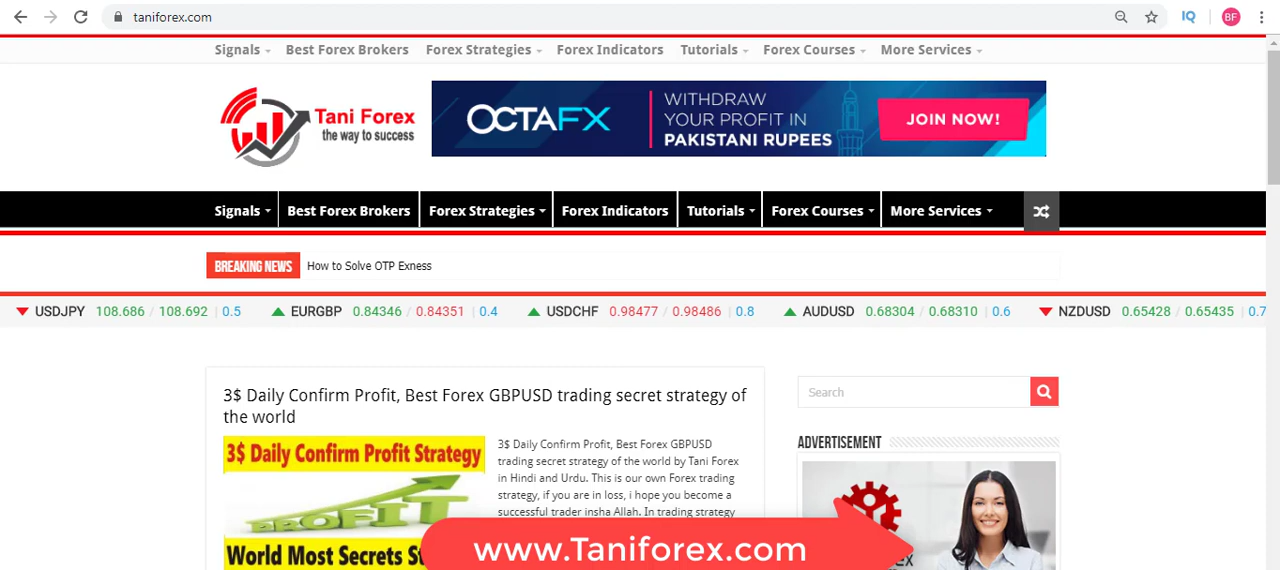 taniforex.com
IQ
BF
Signals
Best Forex Brokers
Forex Strategies
Forex Indicators
Tutorials
Forex Courses
More Services
Tani Forex
the way to success
OCTAFX
WITHDRAW
YOUR PROFIT IN
PAKISTANI RUPEES
JOIN NOW!
Signals
Best Forex Brokers
Forex Strategies
Forex Indicators
Tutorials
Forex Courses
More Services
BREAKING NEWS
How to Solve OTP Exness
USDJPY 108.686 / 108.692 | 0.5
EURGBP 0.84346 / 0.84351 | 0.4
USDCHF 0.98477 / 0.98486 | 0.8
AUDUSD 0.68304 / 0.68310 | 0.6
NZDUSD 0.65428 / 0.65435 | 0.7
3$ Daily Confirm Profit, Best Forex GBPUSD trading secret strategy of
the world
3$ Daily Confirm Profit Strategy
PROFIT
World Most Secrets
3$ Daily Confirm Profit, Best Forex GBPUSD
trading secret strategy of the world by Tani Forex
in Hindi and Urdu. This is our own Forex trading
strategy, if you are in loss, i hope you become a
successful trader insha Allah. In trading strategy
Search
ADVERTISEMENT
www.Taniforex.com